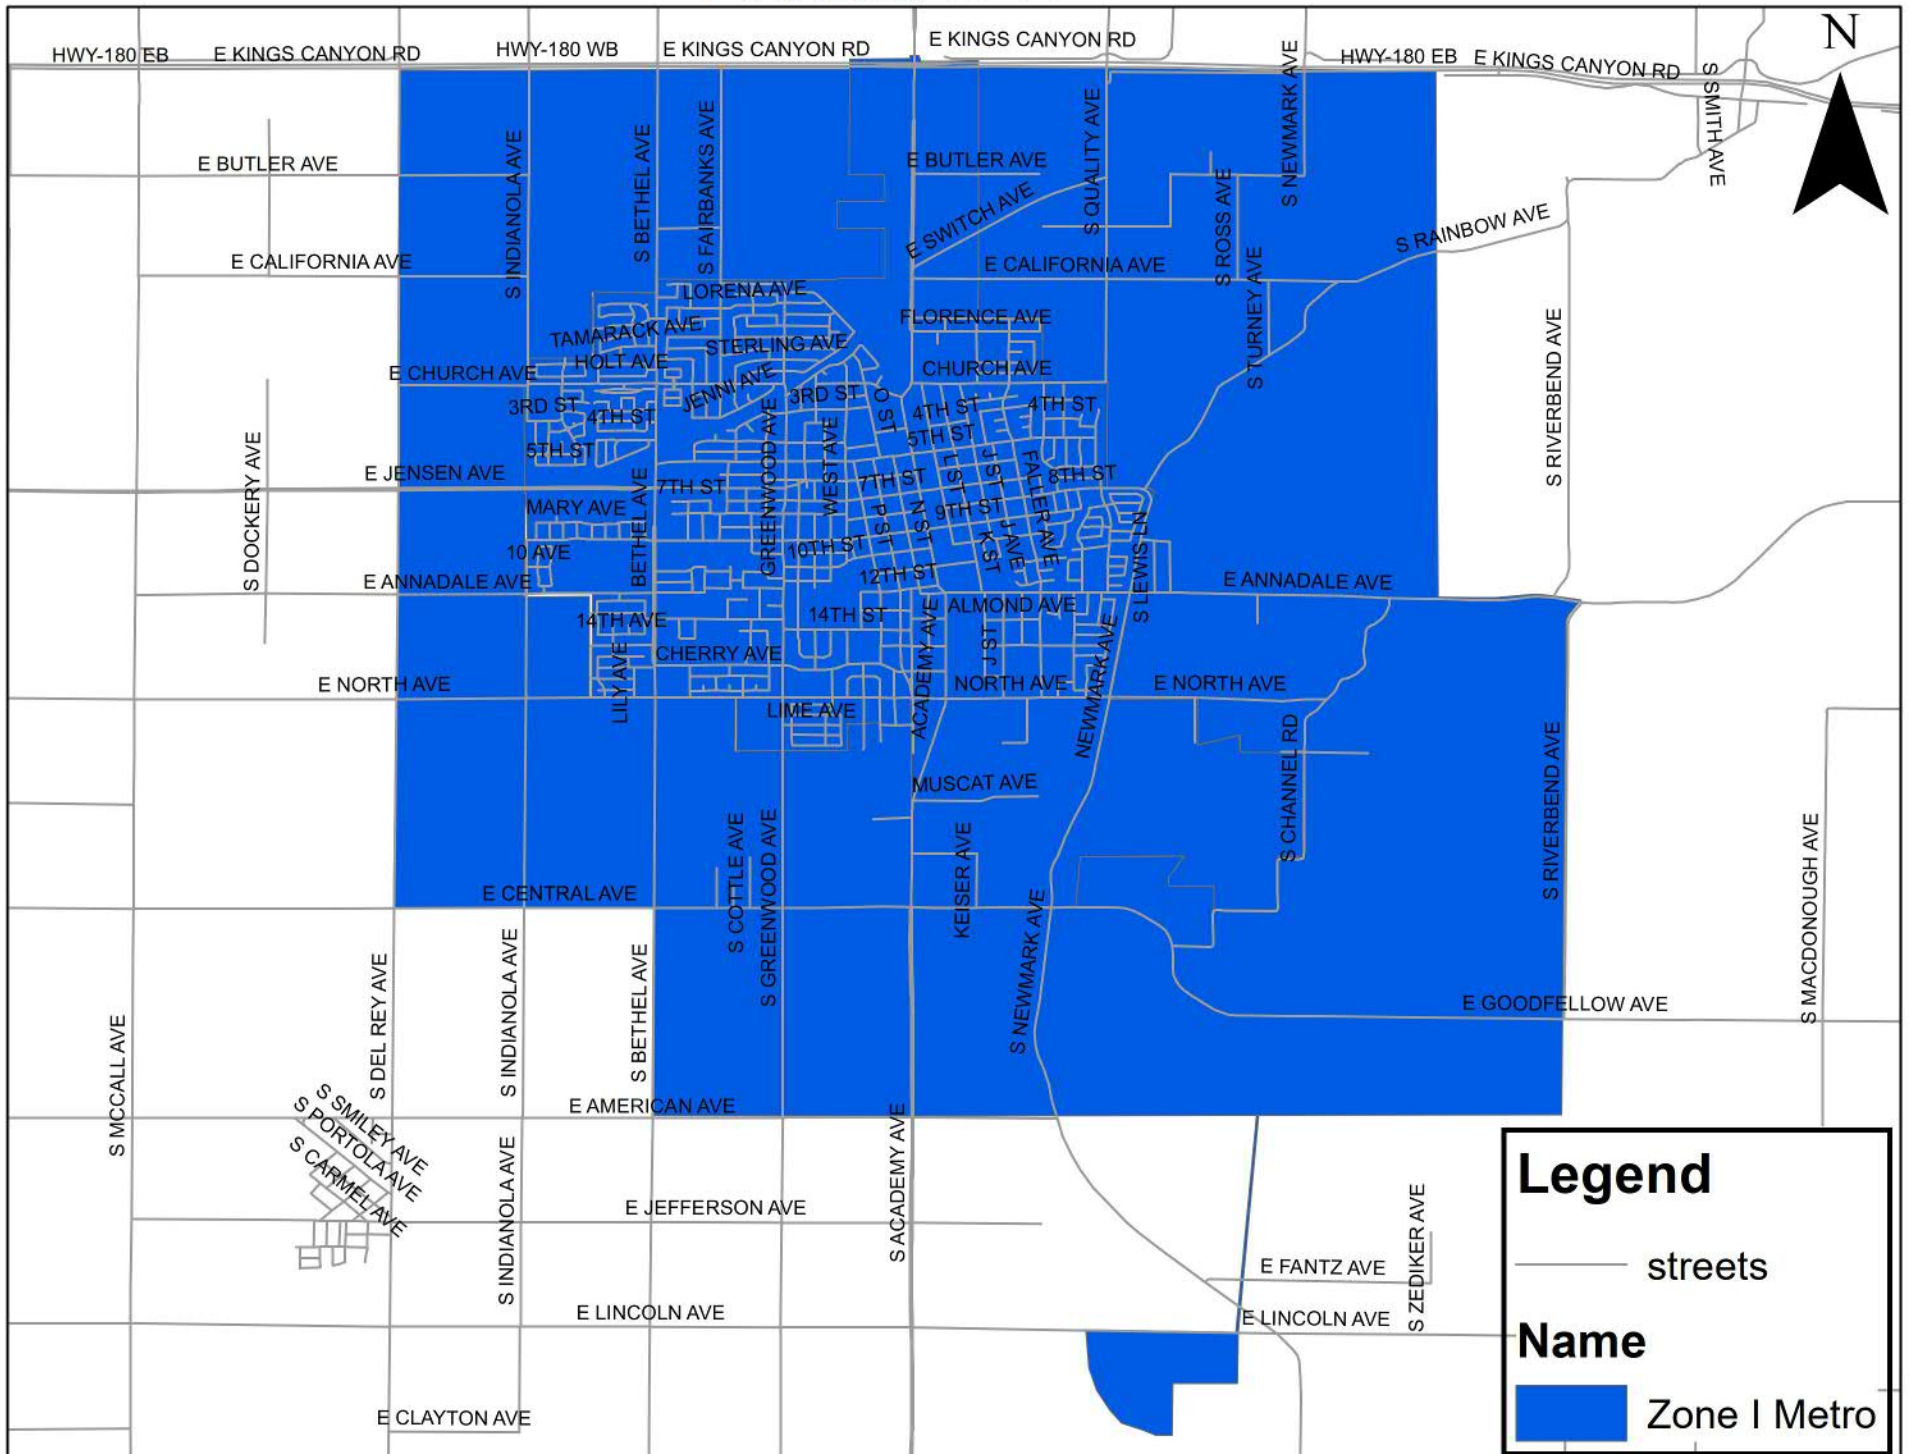 HWY-180 EB
E KINGS CANYON RD
HWY-180 WB
E KINGS CANYON RD
E KINGS CANYON RD
HWY-180 EB
E KINGS CANYON RD
N
S SMITH AVE
S NEWMARK AVE
S QUALITY AVE
S FAIRBANKS AVE
S BETHEL AVE
S INDIANOLA AVE
E BUTLER AVE
E BUTLER AVE
E SWITCH AVE
S ROSS AVE
S RAINBOW AVE
E CALIFORNIA AVE
E CALIFORNIA AVE
S TURNEY AVE
LORENA AVE
TAMARACK AVE
FLORENCE AVE
STERLING AVE
HOLT AVE
E CHURCH AVE
CHURCH AVE
JENNI AVE
3RD ST
3RD ST
4TH ST
O ST
4TH ST
4TH ST
5TH ST
5TH ST
S RIVERBEND AVE
S DOCKERY AVE
E JENSEN AVE
GREENWOOD AVE
WEST AVE
7TH ST
7TH ST
L ST
J ST
FALLER AVE
8TH ST
MARY AVE
BETHEL AVE
P ST
N ST
9TH ST
K ST
J AVE
S LEWIS LN
10 AVE
10TH ST
12TH ST
E ANNADALE AVE
E ANNADALE AVE
14TH AVE
14TH ST
ALMOND AVE
LILY AVE
CHERRY AVE
ACADEMY AVE
J ST
NEWMARK AVE
E NORTH AVE
NORTH AVE
E NORTH AVE
LIME AVE
MUSCAT AVE
S CHANNEL RD
S RIVERBEND AVE
S COTTLE AVE
S GREENWOOD AVE
KEISER AVE
S MACDONOUGH AVE
E CENTRAL AVE
S NEWMARK AVE
S MCCALL AVE
S DEL REY AVE
S INDIANOLA AVE
S BETHEL AVE
E GOODFELLOW AVE
E AMERICAN AVE
S SMILEY AVE
S PORTOLA AVE
S CARMEL AVE
S INDIANOLA AVE
S ACADEMY AVE
E JEFFERSON AVE
E FANTZ AVE
S ZEDIKER AVE
E LINCOLN AVE
E LINCOLN AVE
E CLAYTON AVE
Legend
streets
Name
Zone I Metro